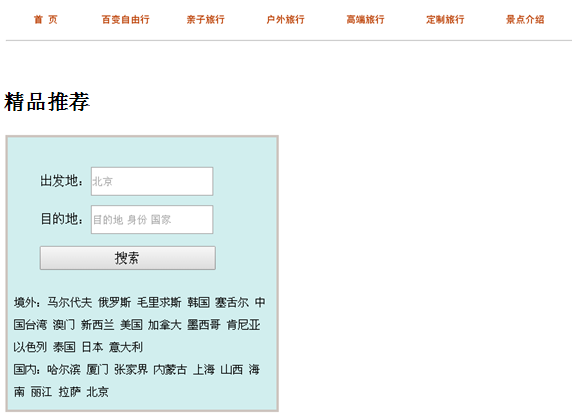 首 页 百变自由行 亲子旅行 户外旅行 高端旅行 定制旅行 景点介绍
精品推荐
出发地： 北京
目的地： 目的地 身份 国家
搜索
境外：马尔代夫 俄罗斯 毛里求斯 韩国 塞舌尔 中
国台湾 澳门 新西兰 美国 加拿大 墨西哥 肯尼亚
以色列 泰国 日本 意大利
国内：哈尔滨 厦门 张家界 内蒙古 上海 山西 海
南 丽江 拉萨 北京